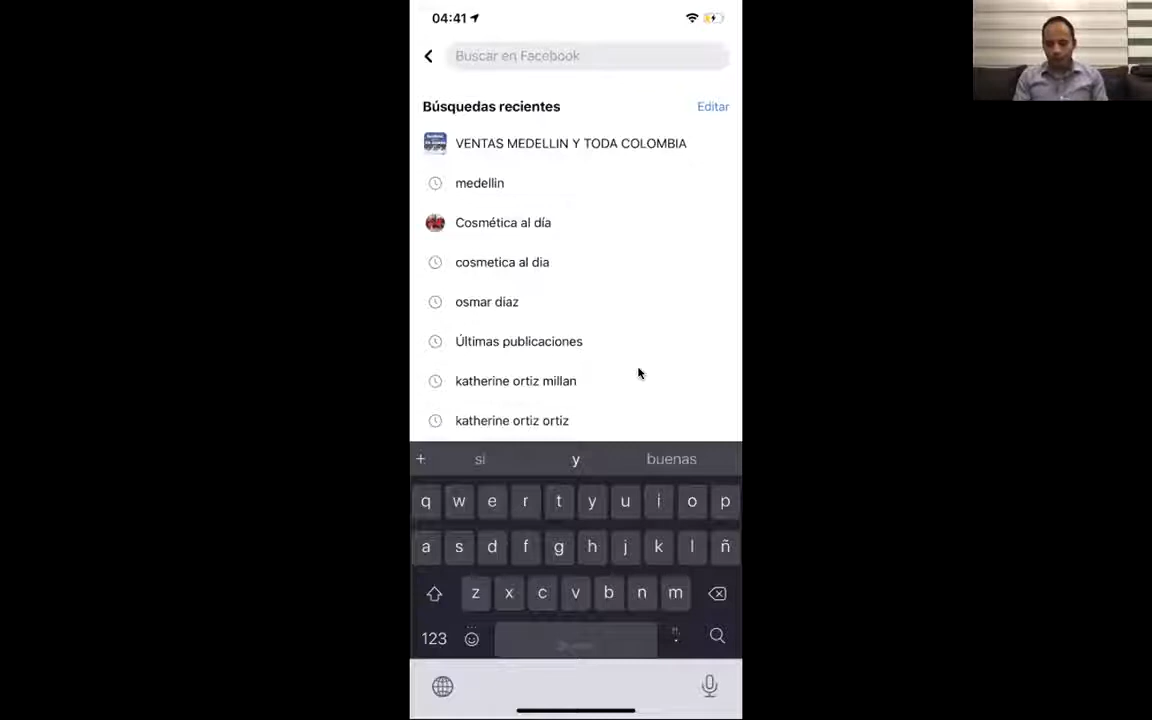 04:41
Buscar en Facebook
Búsquedas recientes
Editar
VENTAS MEDELLIN Y TODA COLOMBIA
medellin
Cosmética al día
cosmetica al dia
osmar diaz
Últimas publicaciones
katherine ortiz millan
katherine ortiz ortiz
+ si y buenas
q w e r t y u i o p
a s d f g h j k l ñ
z x c v b n m
123